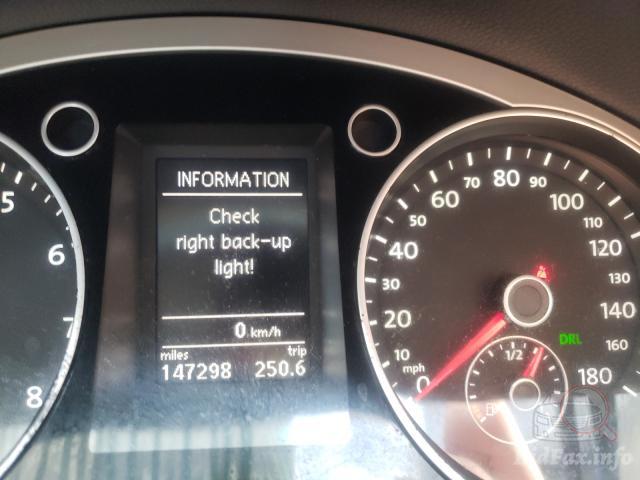 INFORMATION
Check
right back-up
light!
0 km/h
miles trip
147298 250.6
5
6
7
8
0
10
20
30
40
50
60
70
80
90
100
110
120
130
140
160
180
mph
1/2
DRL
BidFax.info